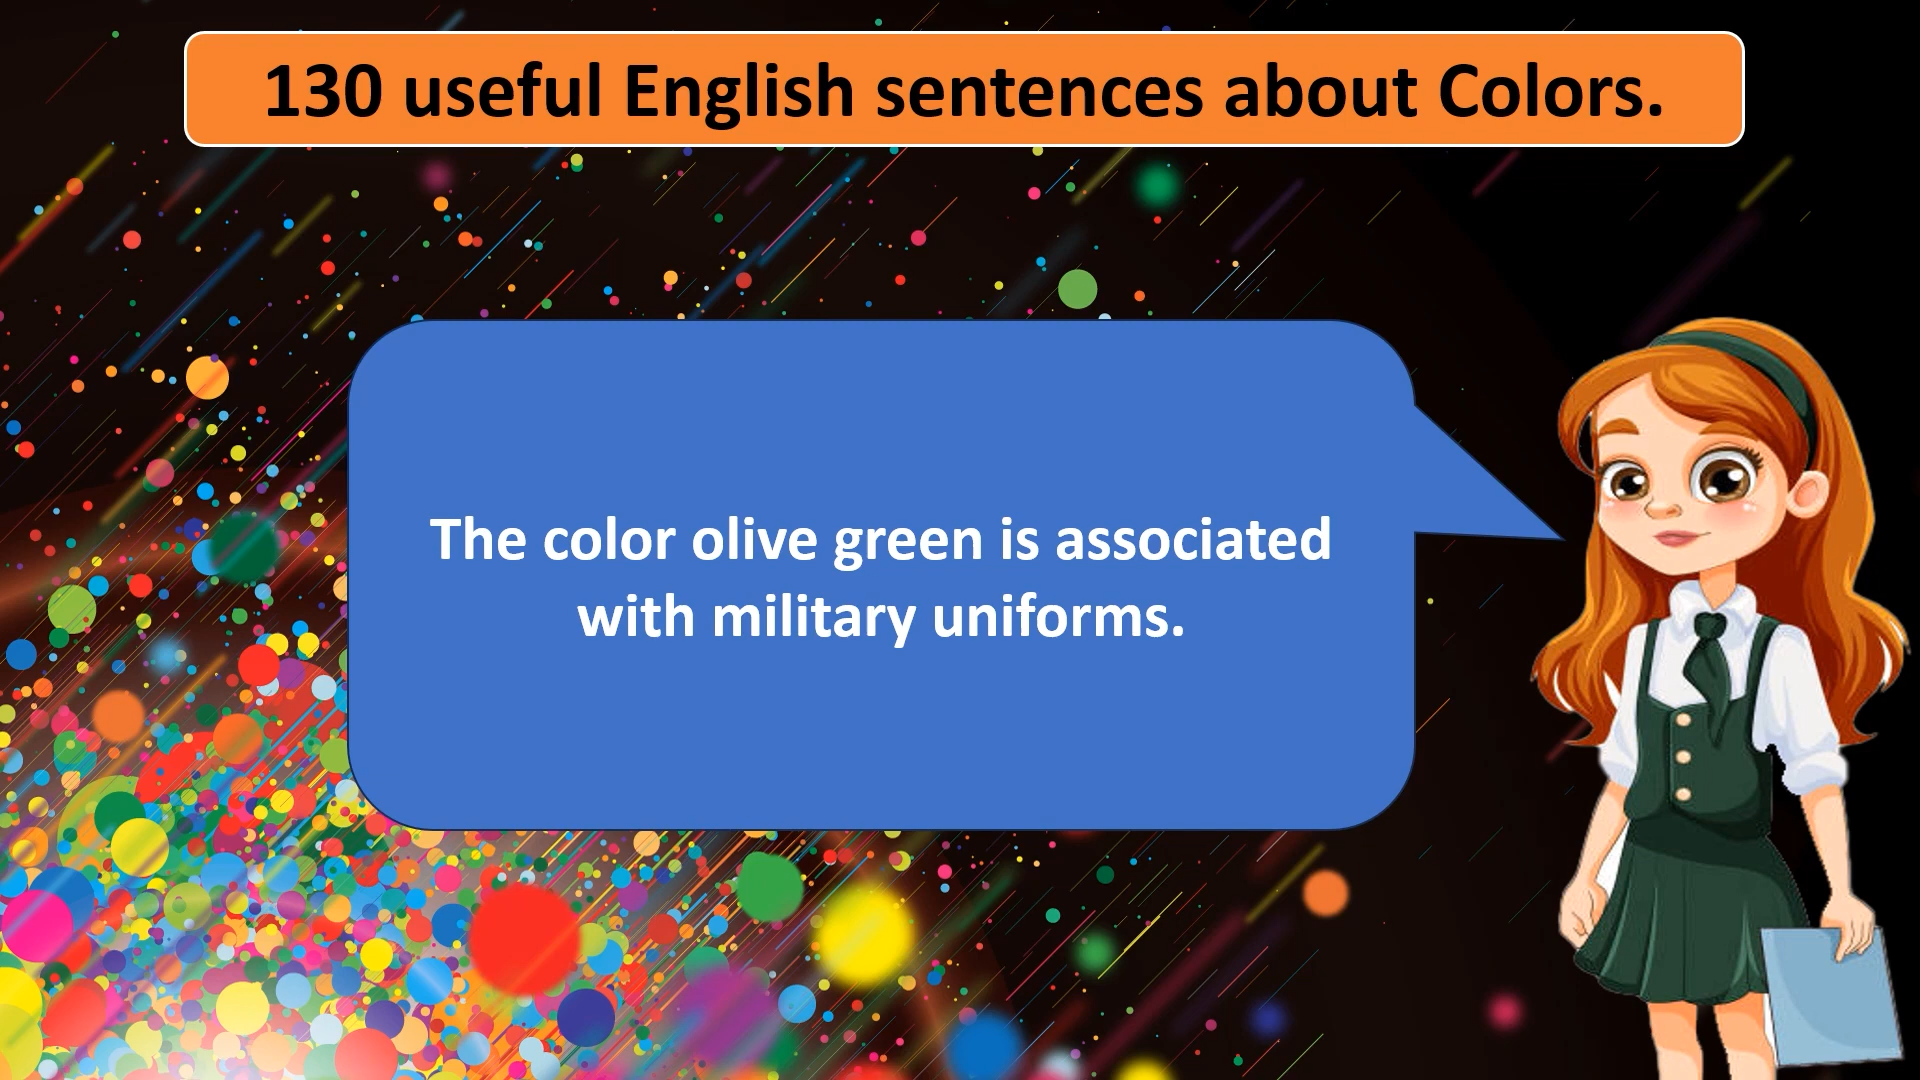 130 useful English sentences about Colors.
The color olive green is associated
with military uniforms.